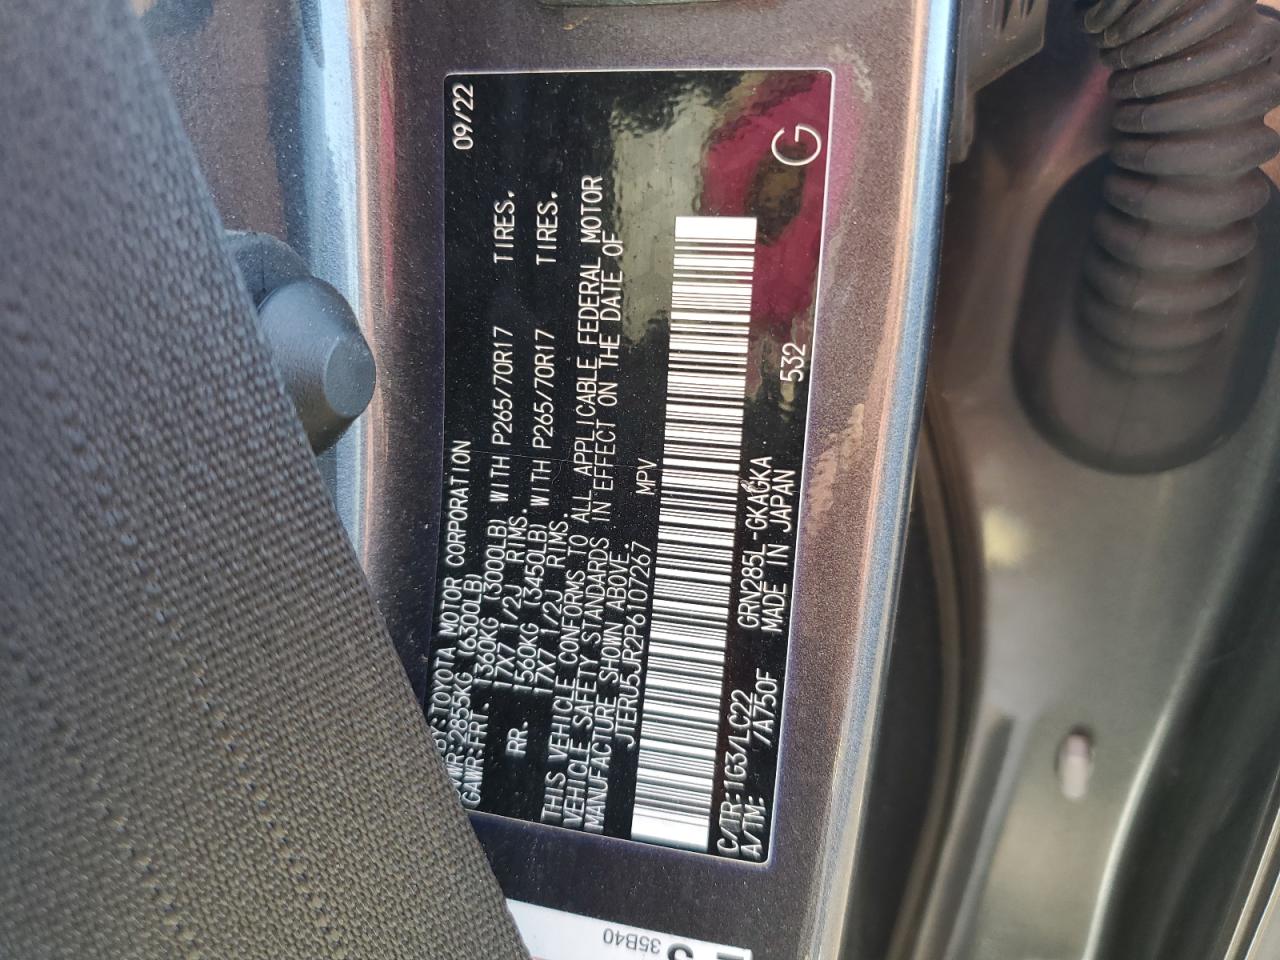 BY:TOYOTA MOTOR CORPORATION 09/22
GVWR:2855KG (6300LB)
GAWR:FRT. 1360KG (3000LB) WITH P265/70R17 TIRES.
17X7 1/2J RIMS.
RR. 1560KG (3450LB) WITH P265/70R17 TIRES.
17X7 1/2J RIMS.
THIS VEHICLE CONFORMS TO ALL APPLICABLE FEDERAL MOTOR
VEHICLE SAFETY STANDARDS IN EFFECT ON THE DATE OF
MANUFACTURE SHOWN ABOVE.
JTERU5JR2P6107267 MPV
C/TR:1G3/LC22 GRN285L-GKAGKA 532 G
A/TM: /A750F MADE IN JAPAN
35B40